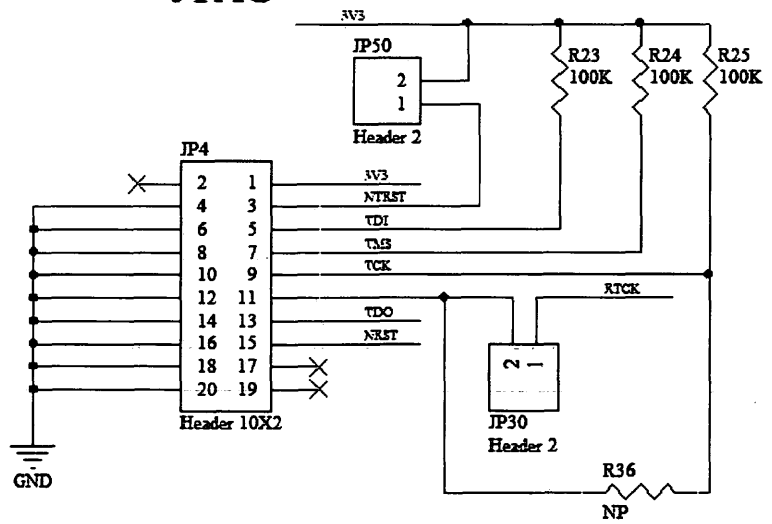 3V3
JP50
2
1
Header 2
R23
100K
R24
100K
R25
100K
JP4
2 1 3V3
4 3 NTRST
6 5 TDI
8 7 TMS
10 9 TCK
12 11 RTCK
14 13 TDO
16 15 NRST
18 17
20 19
Header 10X2
2 1
JP30
Header 2
GND
R36
NP